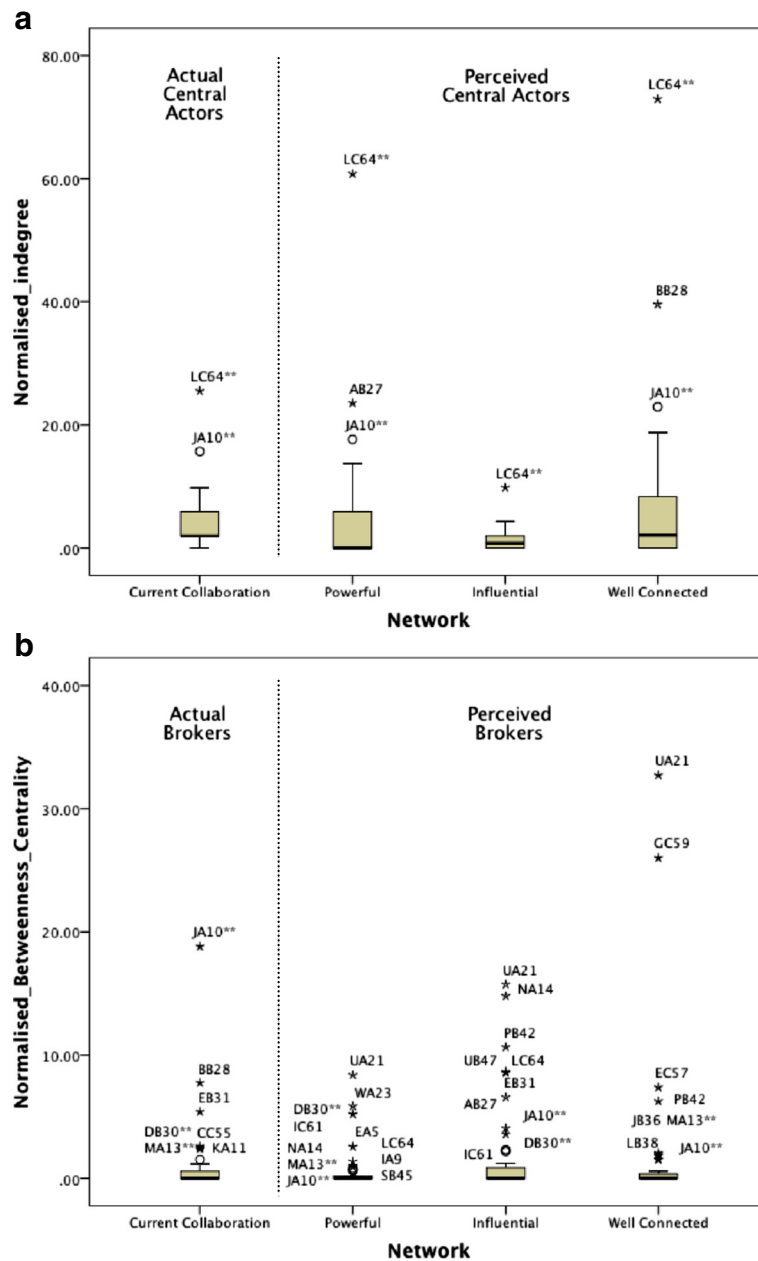 a
80.00
60.00
40.00
20.00
.00
Normalised_indegree
Actual
Central
Actors
Perceived
Central Actors
LC64**
JA10**
LC64**
AB27
JA10**
LC64**
LC64**
BB28
JA10**
Current Collaboration
Powerful
Influential
Well Connected
Network
b
40.00
30.00
20.00
10.00
.00
Normalised_Betweenness_Centrality
Actual
Brokers
Perceived
Brokers
JA10**
BB28
EB31
DB30** CC55
MA13** KA11
UA21
WA23
DB30**
IC61
EA5
NA14
LC64
MA13**
IA9
JA10**
SB45
UA21
NA14
PB42
UB47 LC64
EB31
AB27
JA10**
DB30**
IC61
UA21
GC59
EC57
PB42
JB36 MA13**
LB38
JA10**
Current Collaboration
Powerful
Influential
Well Connected
Network